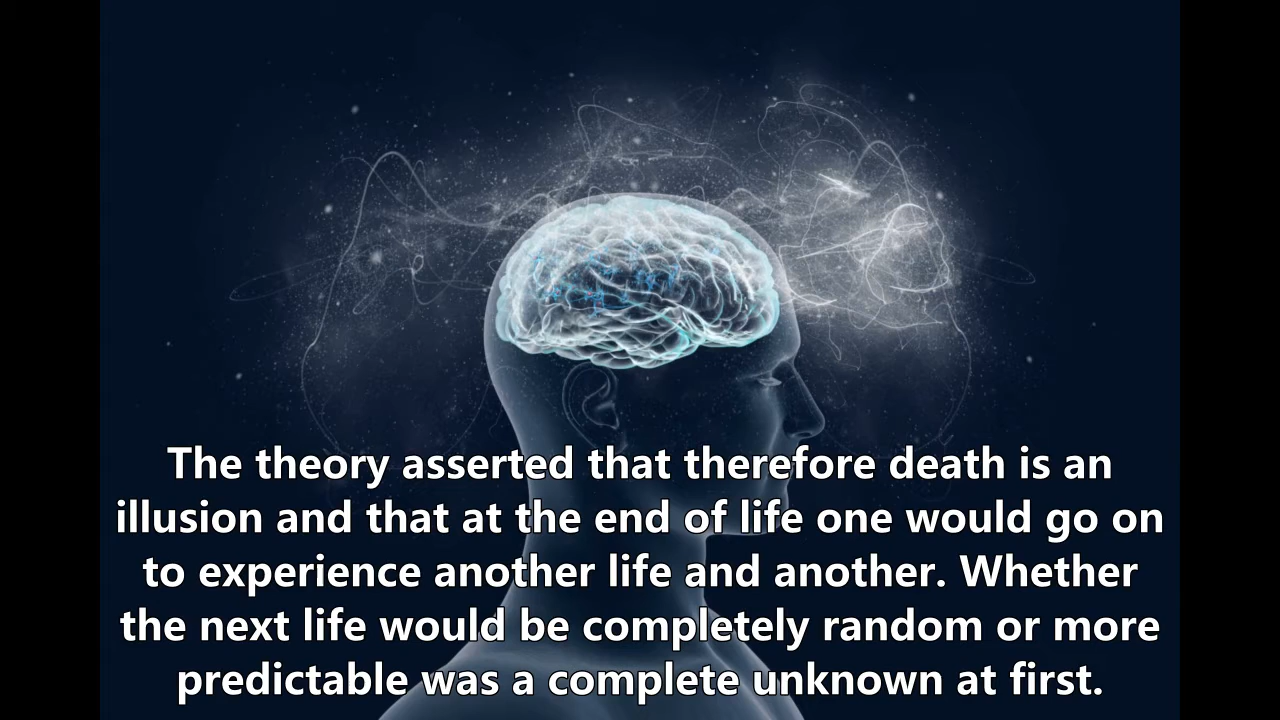 The theory asserted that therefore death is an
illusion and that at the end of life one would go on
to experience another life and another. Whether
the next life would be completely random or more
predictable was a complete unknown at first.